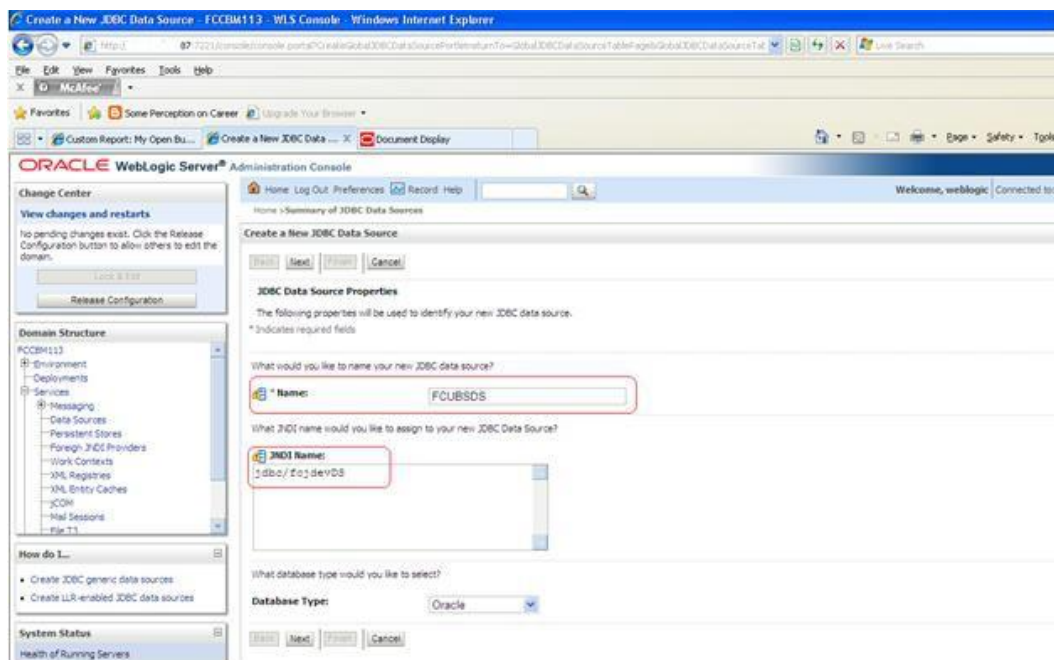 Create a New JDBC Data Source - FCCBM113 - WLS Console - Windows Internet Explorer
Live Search
File Edit View Favorites Tools Help
McAfee
Favorites Some Perception on Career Upgrade Your Browser
Custom Report: My Open Bu... Create a New JDBC Data ... Document Display Page Safety Tools
ORACLE WebLogic Server® Administration Console
Change Center
View changes and restarts
No pending changes exist. Click the Release
Configuration button to allow others to edit the
domain.
Lock & Edit
Release Configuration
Domain Structure
FCCBM113
Environment
Deployments
Services
Messaging
Data Sources
Persistent Stores
Foreign JNDI Providers
Work Contexts
XML Registries
XML Entity Caches
jCOM
Mail Sessions
File T3
How do I...
Create JDBC generic data sources
Create LLR-enabled JDBC data sources
System Status
Health of Running Servers
Home Log Out Preferences Record Help
Welcome, weblogic Connected to
Home >Summary of JDBC Data Sources
Create a New JDBC Data Source
Back Next Finish Cancel
JDBC Data Source Properties
The following properties will be used to identify your new JDBC data source.
* Indicates required fields
What would you like to name your new JDBC data source?
* Name: FCUBSDS
What JNDI name would you like to assign to your new JDBC Data Source?
JNDI Name:
jdbc/fcjdevDS
What database type would you like to select?
Database Type: Oracle
Back Next Finish Cancel